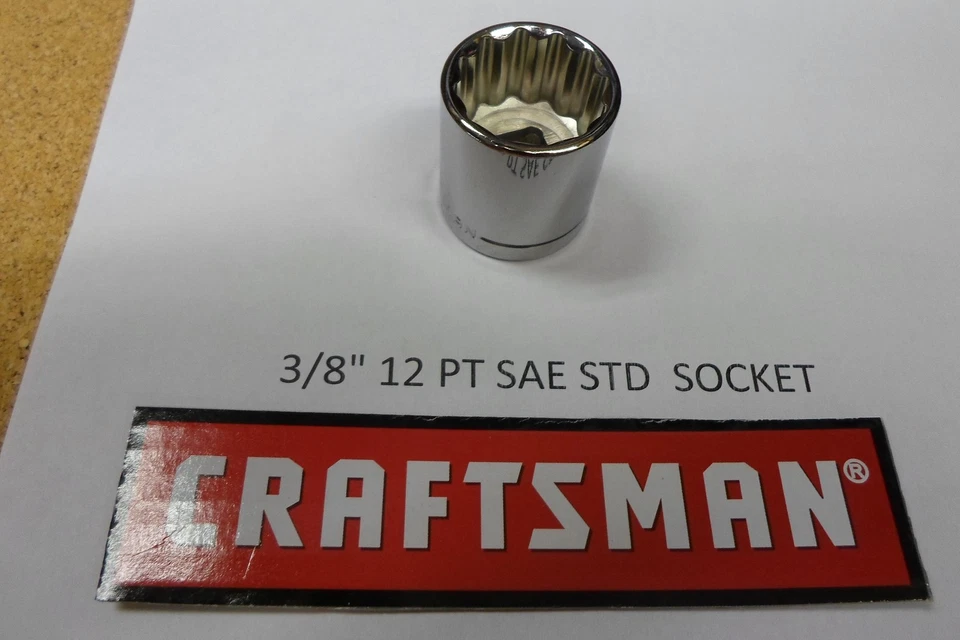 3/8" 12 PT SAE STD SOCKET
CRAFTSMAN®